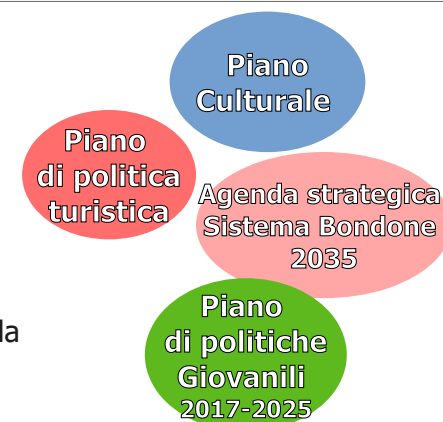 Piano
Culturale
Piano
di politica
turistica
Agenda strategica
Sistema Bondone
2035
la
Piano
di politiche
Giovanili
2017-2025